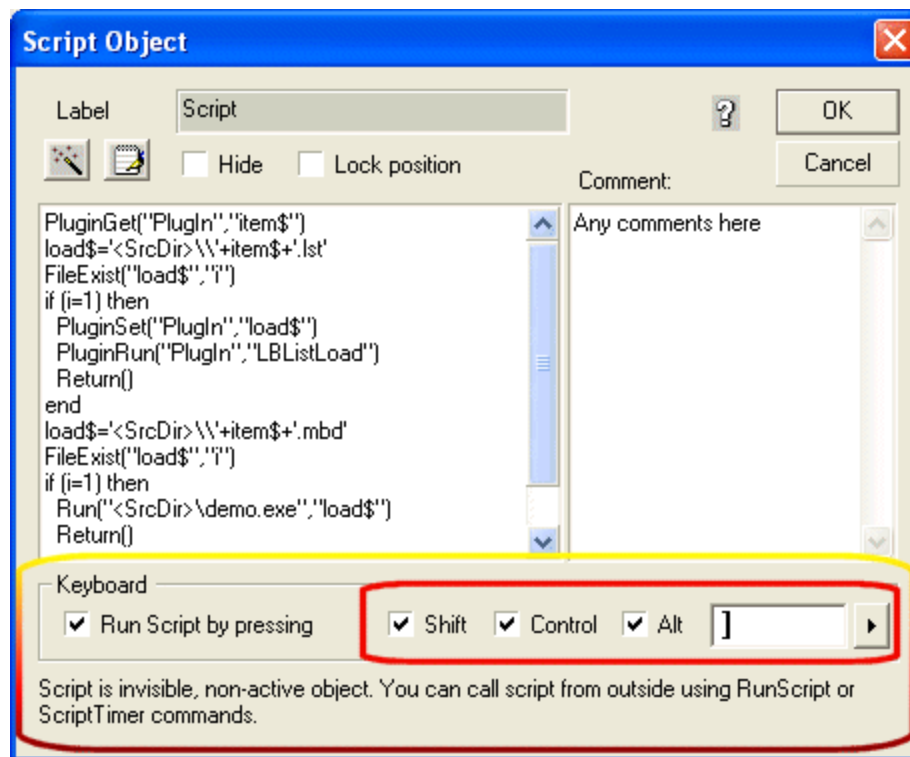 Script Object
Label Script OK
Hide Lock position Cancel
Comment:
PluginGet("PlugIn","item$")
load$='<SrcDir>\\'+item$+'.lst'
FileExist("load$","i")
if (i=1) then
PluginSet("PlugIn","load$")
PluginRun("PlugIn","LBListLoad")
Return()
end
load$='<SrcDir>\\'+item$+'.mbd'
FileExist("load$","i")
if (i=1) then
Run("<SrcDir>\demo.exe","load$")
Return()
Any comments here
Keyboard
Run Script by pressing Shift Control Alt ]
Script is invisible, non-active object. You can call script from outside using RunScript or
ScriptTimer commands.